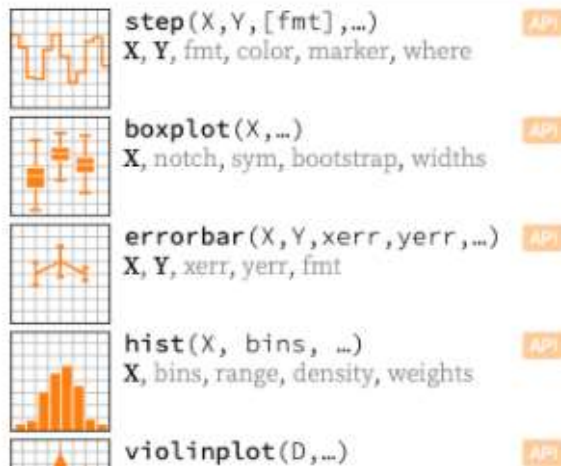 step(X,Y,[fmt],…) API
X, Y, fmt, color, marker, where
boxplot(X,…) API
X, notch, sym, bootstrap, widths
errorbar(X,Y,xerr,yerr,…) API
X, Y, xerr, yerr, fmt
hist(X, bins, …) API
X, bins, range, density, weights
violinplot(D,…) API